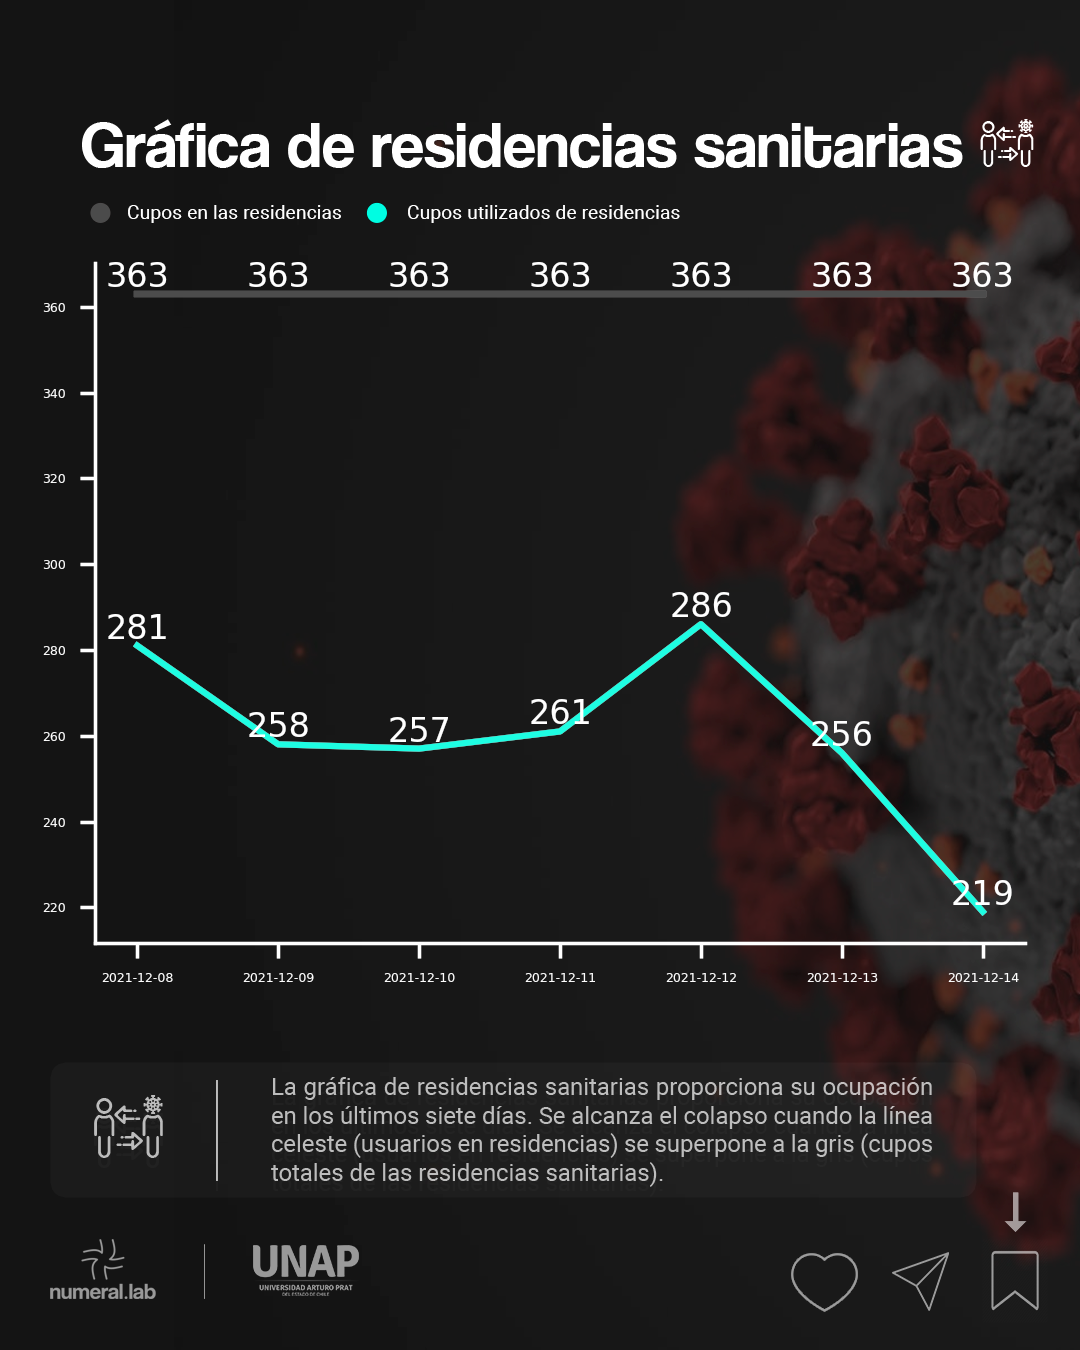 Gráfica de residencias sanitarias
Cupos en las residencias Cupos utilizados de residencias
363 363 363 363 363 363 363
360
340
320
300
280
260
240
220
281 258 257 261 286 256 219
2021-12-08 2021-12-09 2021-12-10 2021-12-11 2021-12-12 2021-12-13 2021-12-14
La gráfica de residencias sanitarias proporciona su ocupación
en los últimos siete días. Se alcanza el colapso cuando la línea
celeste (usuarios en residencias) se superpone a la gris (cupos
totales de las residencias sanitarias).
numeral.lab
UNAP
UNIVERSIDAD ARTURO PRAT
DEL ESTADO DE CHILE